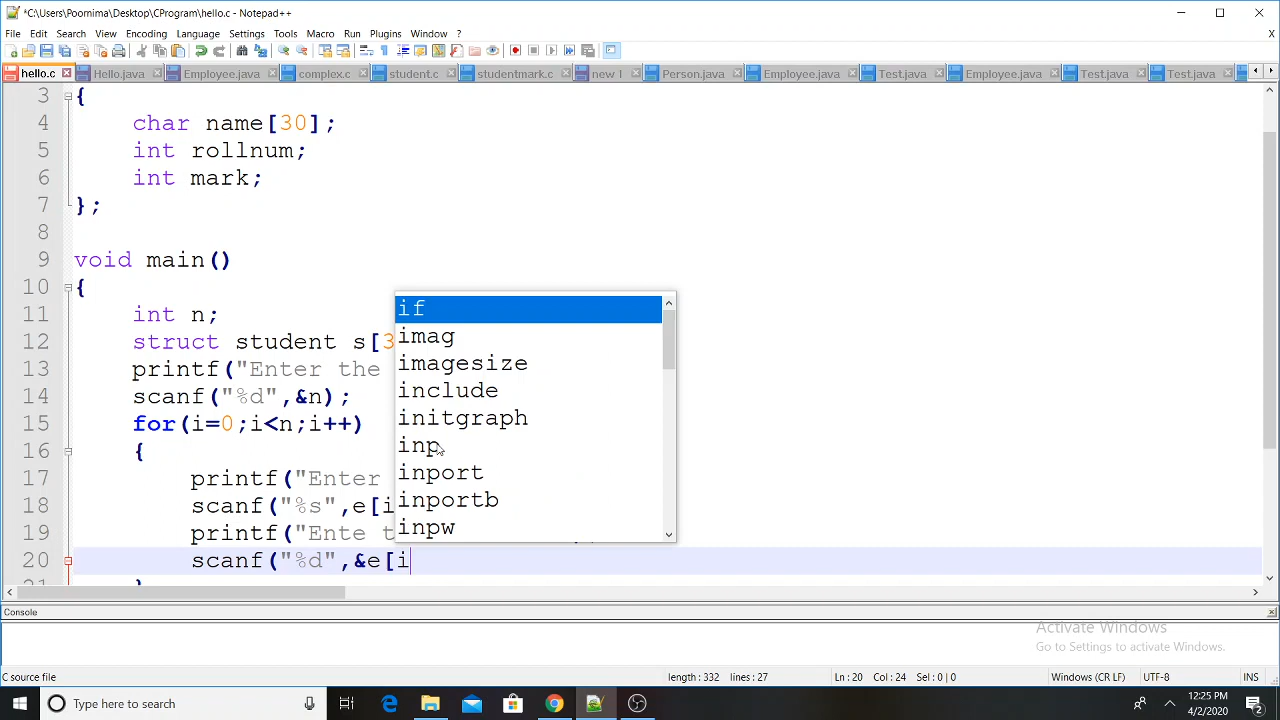 *C:\Users\Poornima\Desktop\CProgram\hello.c - Notepad++
File Edit Search View Encoding Language Settings Tools Macro Run Plugins Window ? X
hello.c Hello.java Employee.java complex.c student.c studentmark.c new 1 Person.java Employee.java Test.java Employee.java Test.java Test.java
3 {
4 char name[30];
5 int rollnum;
6 int mark;
7 };
8
9 void main()
10 {
11 int n;
12 struct student s[3
13 printf("Enter the
14 scanf("%d",&n);
15 for(i=0;i<n;i++)
16 {
17 printf("Enter
18 scanf("%s",e[i
19 printf("Ente t
20 scanf("%d",&e[i
if
imag
imagesize
include
initgraph
inp
inport
inportb
inpw
Console
Activate Windows
Go to Settings to activate Windows.
C source file length : 332 lines : 27 Ln : 20 Col : 24 Sel : 0 | 0 Windows (CR LF) UTF-8 INS
Type here to search
12:25 PM
4/2/2020
2